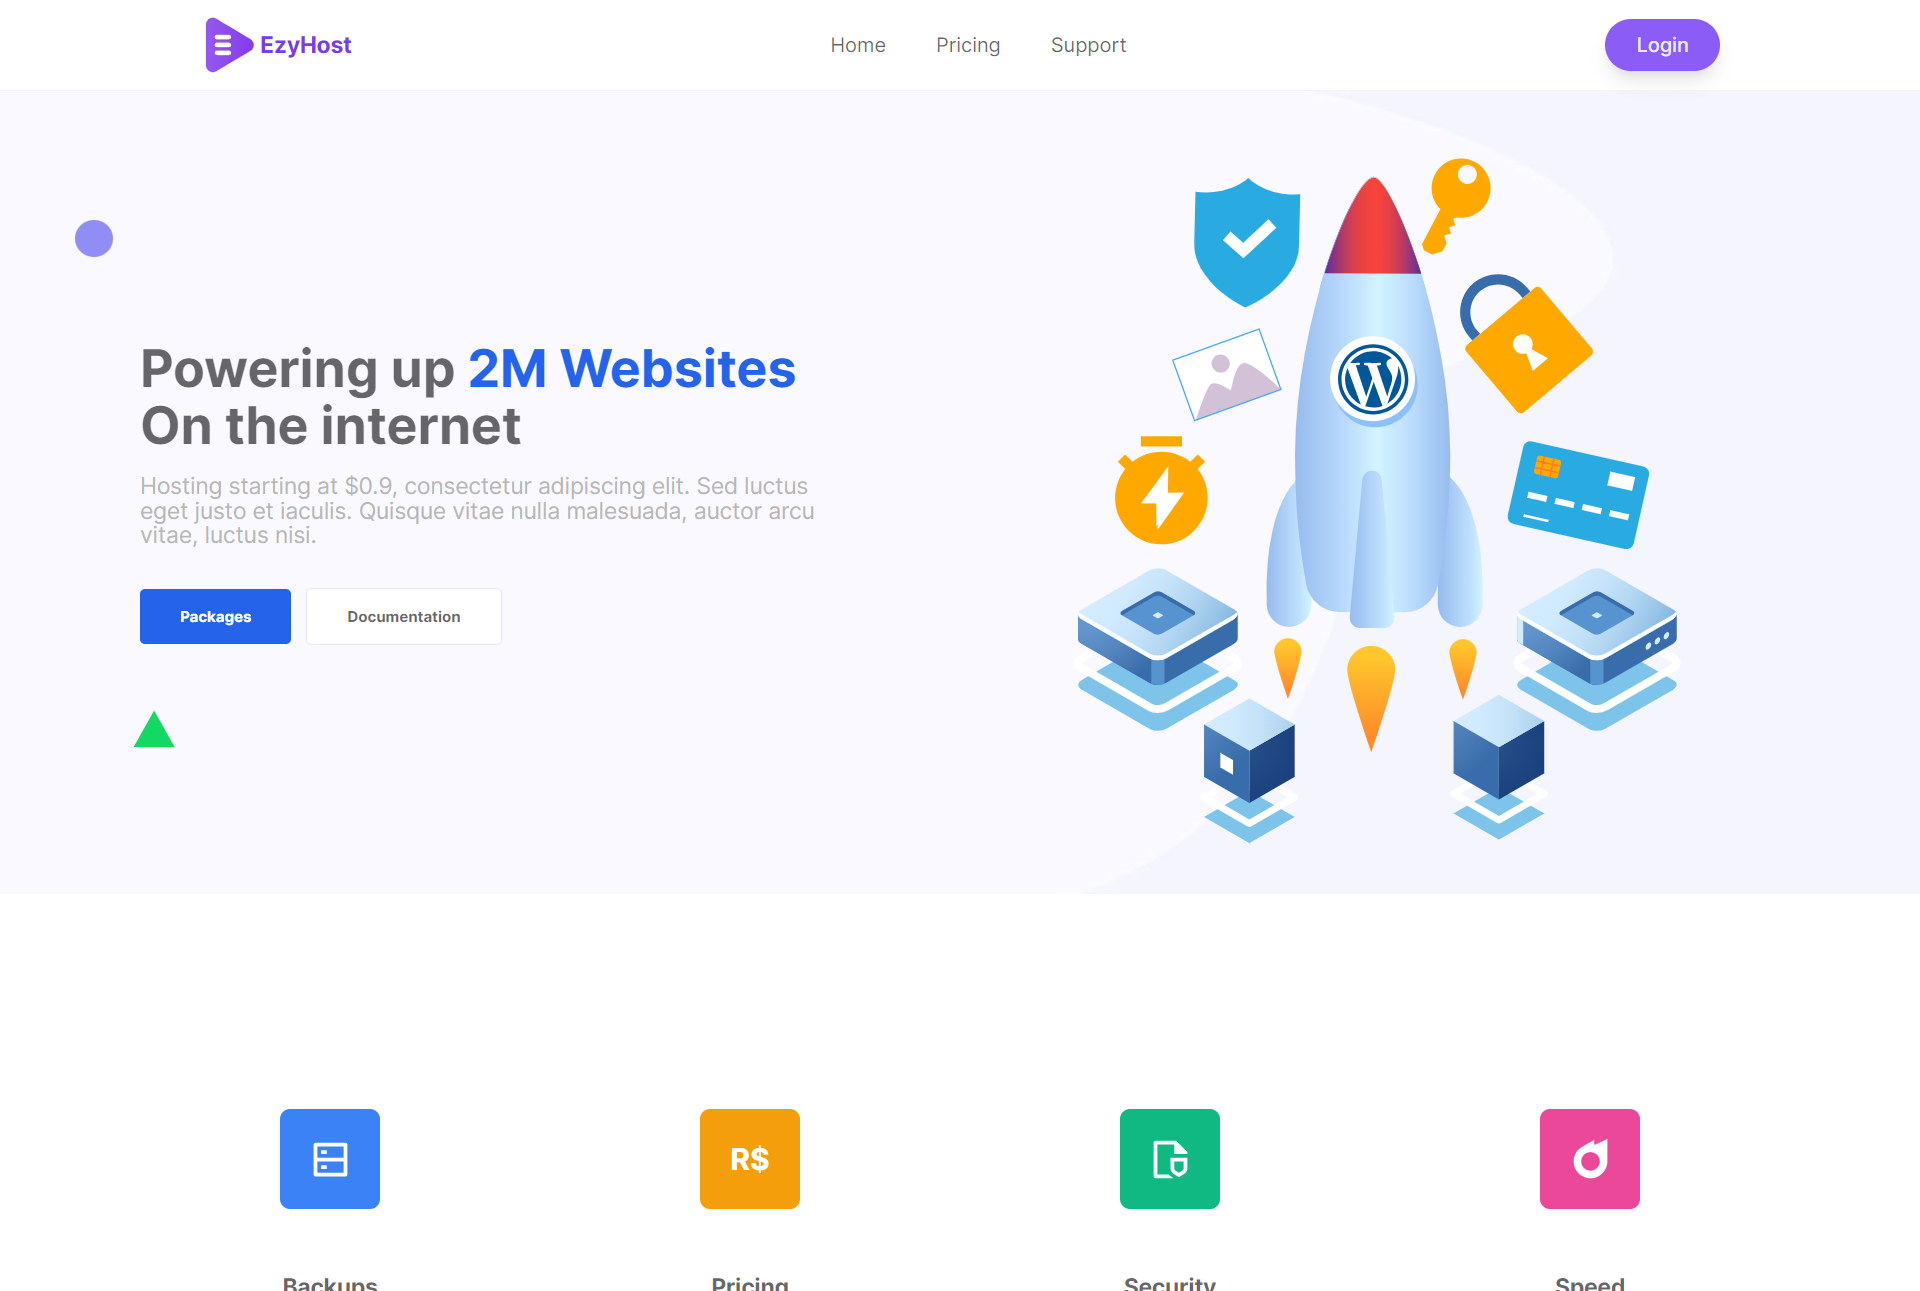 EzyHost
Home
Pricing
Support
Login
Powering up 2M Websites
On the internet
Hosting starting at $0.9, consectetur adipiscing elit. Sed luctus
eget justo et iaculis. Quisque vitae nulla malesuada, auctor arcu
vitae, luctus nisi.
Packages
Documentation
R$
Backups
Pricing
Security
Speed